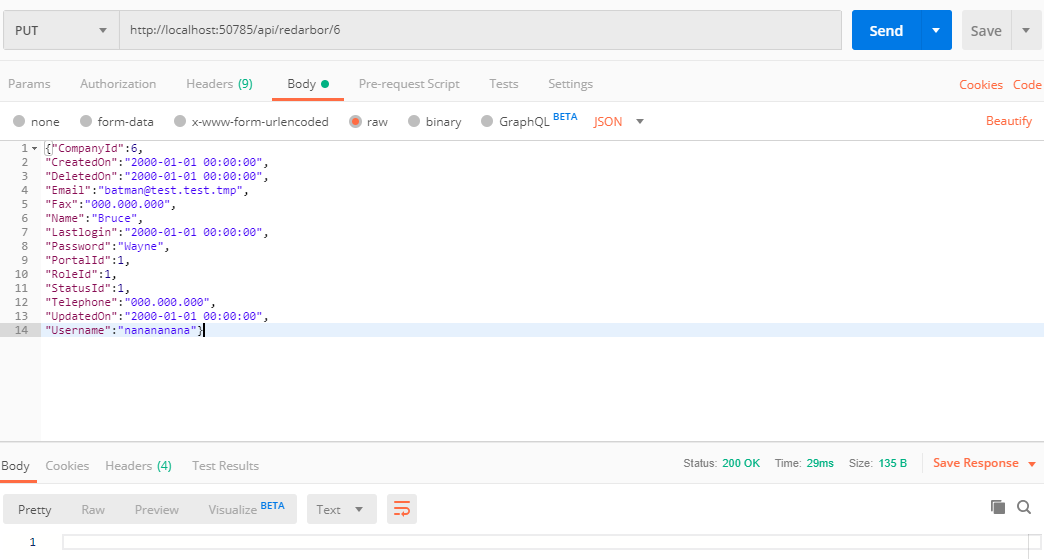 PUT http://localhost:50785/api/redarbor/6 Send Save
Params Authorization Headers (9) Body Pre-request Script Tests Settings Cookies Code
none form-data x-www-form-urlencoded raw binary GraphQL BETA JSON Beautify
1 {"CompanyId":6,
2 "CreatedOn":"2000-01-01 00:00:00",
3 "DeletedOn":"2000-01-01 00:00:00",
4 "Email":"batman@test.test.tmp",
5 "Fax":"000.000.000",
6 "Name":"Bruce",
7 "Lastlogin":"2000-01-01 00:00:00",
8 "Password":"Wayne",
9 "PortalId":1,
10 "RoleId":1,
11 "StatusId":1,
12 "Telephone":"000.000.000",
13 "UpdatedOn":"2000-01-01 00:00:00",
14 "Username":"nanananana"}
Body Cookies Headers (4) Test Results Status: 200 OK Time: 29ms Size: 135 B Save Response
Pretty Raw Preview Visualize BETA Text
1